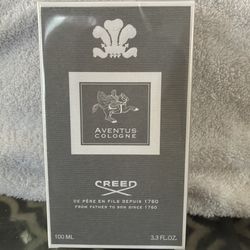 AVENTUS
COLOGNE
CREED
DE PÈRE EN FILS DEPUIS 1760
FROM FATHER TO SON SINCE 1760
100 ML 3.3 FL.OZ.